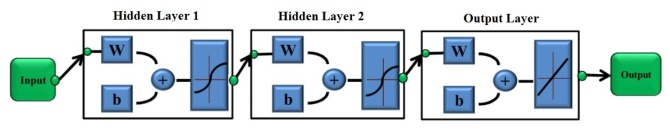 Hidden Layer 1
Hidden Layer 2
Output Layer
Input
W
b
+
W
b
+
W
b
+
Output